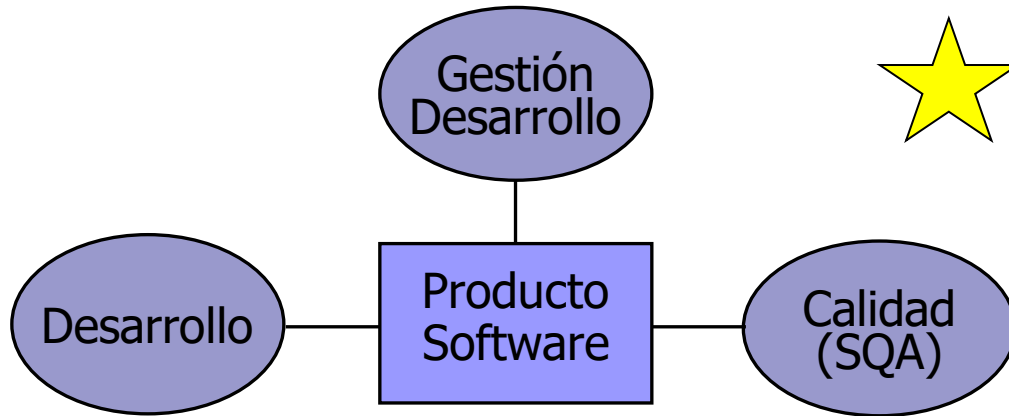 Gestión
Desarrollo
Desarrollo
Producto
Software
Calidad
(SQA)